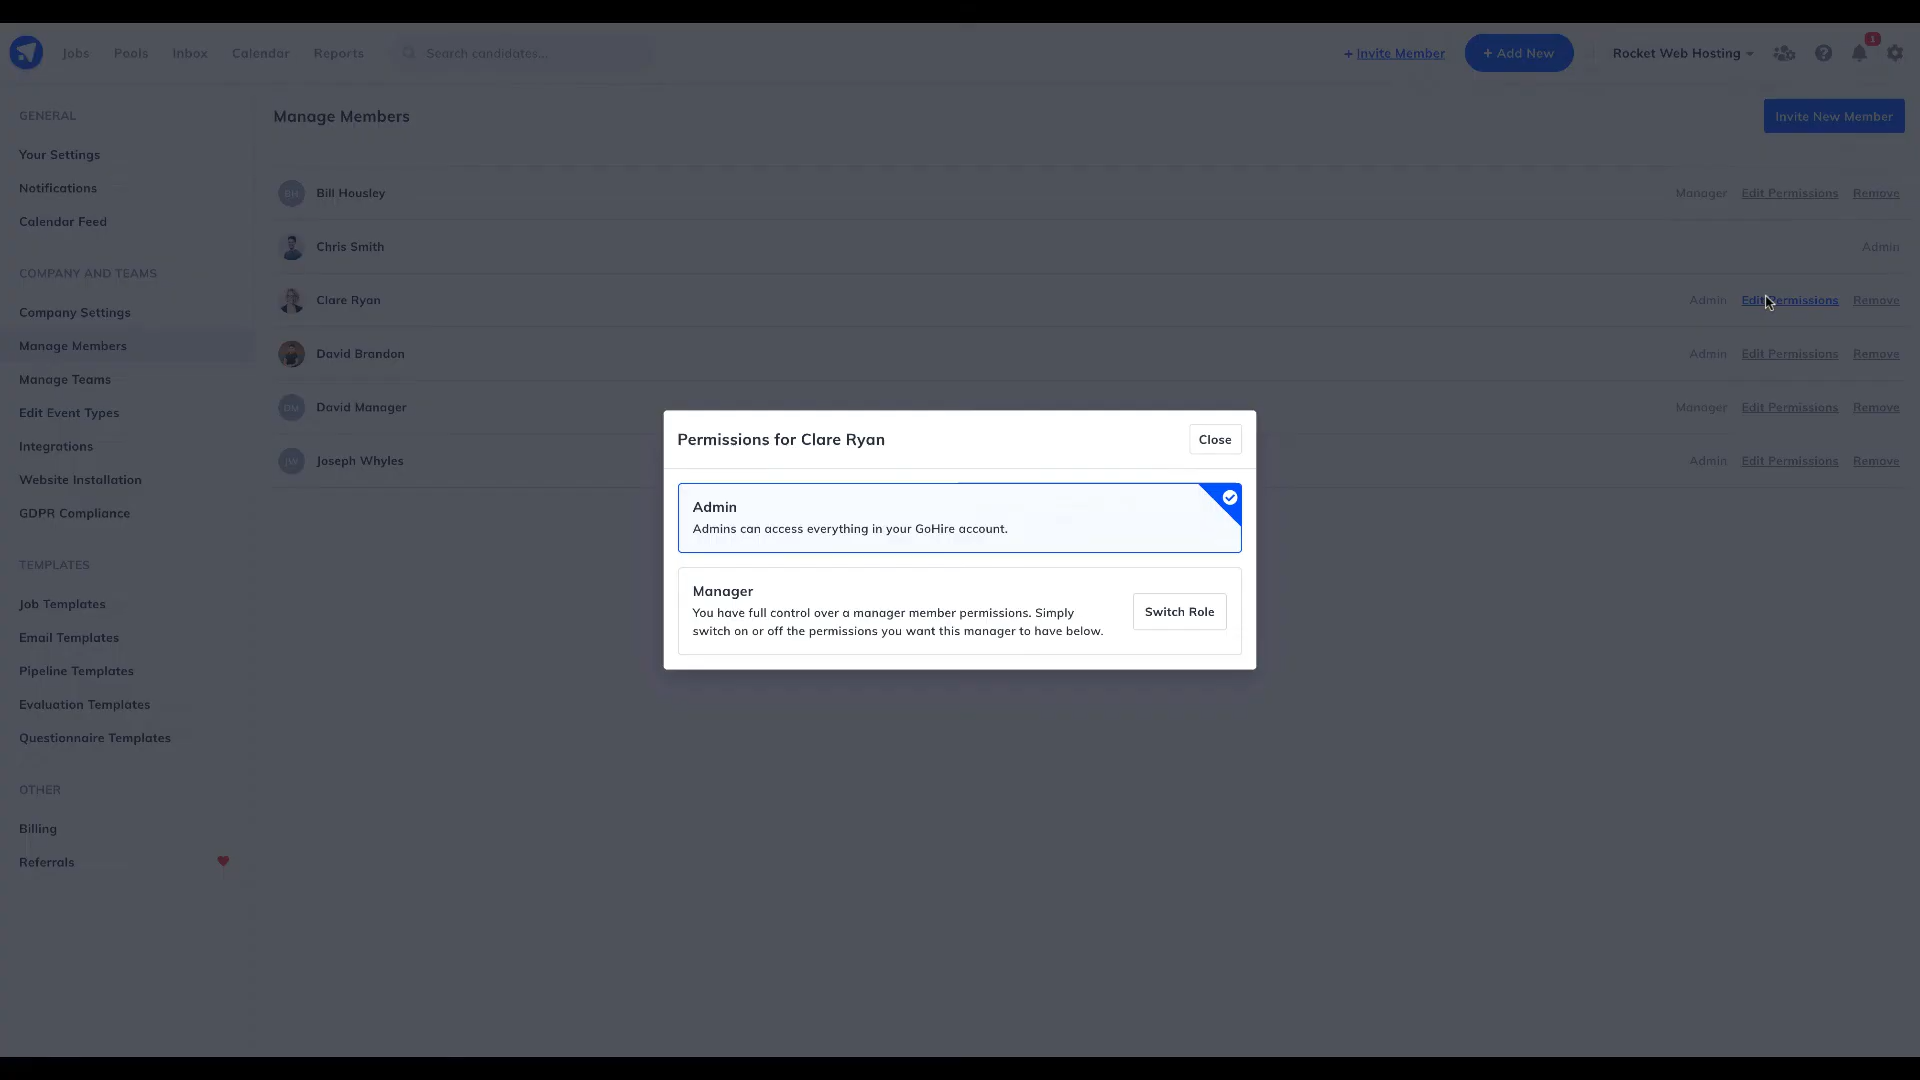 Jobs
Pools
Inbox
Calendar
Reports
Search candidates...
+ Invite Member
+ Add New
Rocket Web Hosting
1
GENERAL
Your Settings
Notifications
Calendar Feed
COMPANY AND TEAMS
Company Settings
Manage Members
Manage Teams
Edit Event Types
Integrations
Website Installation
GDPR Compliance
TEMPLATES
Job Templates
Email Templates
Pipeline Templates
Evaluation Templates
Questionnaire Templates
OTHER
Billing
Referrals
Manage Members
Invite New Member
BH Bill Housley Manager Edit Permissions Remove
Chris Smith Admin
Clare Ryan Admin Edit Permissions Remove
David Brandon Admin Edit Permissions Remove
DM David Manager Manager Edit Permissions Remove
JW Joseph Whyles Admin Edit Permissions Remove
Permissions for Clare Ryan
Close
Admin
Admins can access everything in your GoHire account.
Manager
You have full control over a manager member permissions. Simply
switch on or off the permissions you want this manager to have below.
Switch Role